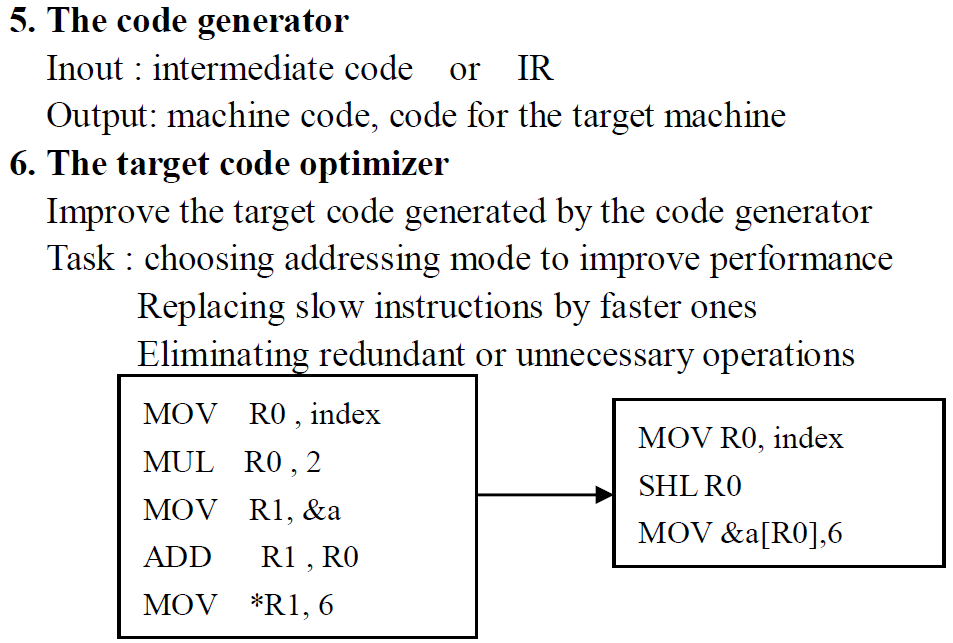 5. The code generator
Inout : intermediate code or IR
Output: machine code, code for the target machine
6. The target code optimizer
Improve the target code generated by the code generator
Task : choosing addressing mode to improve performance
Replacing slow instructions by faster ones
Eliminating redundant or unnecessary operations
MOV R0 , index
MUL R0 , 2
MOV R1, &a
ADD R1 , R0
MOV *R1, 6
MOV R0, index
SHL R0
MOV &a[R0],6